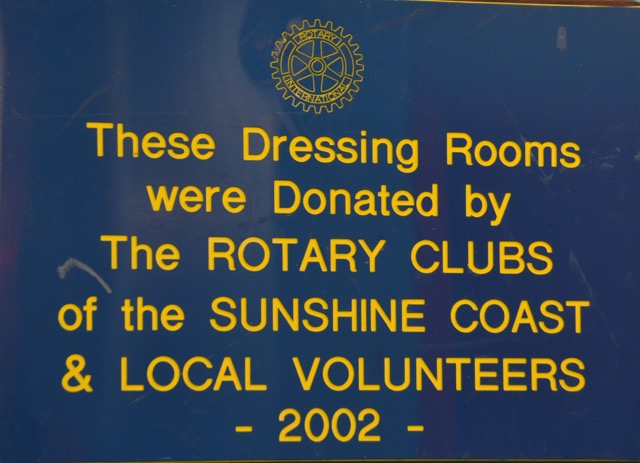 ROTARY
INTERNATIONAL
These Dressing Rooms
were Donated by
The ROTARY CLUBS
of the SUNSHINE COAST
& LOCAL VOLUNTEERS
- 2002 -